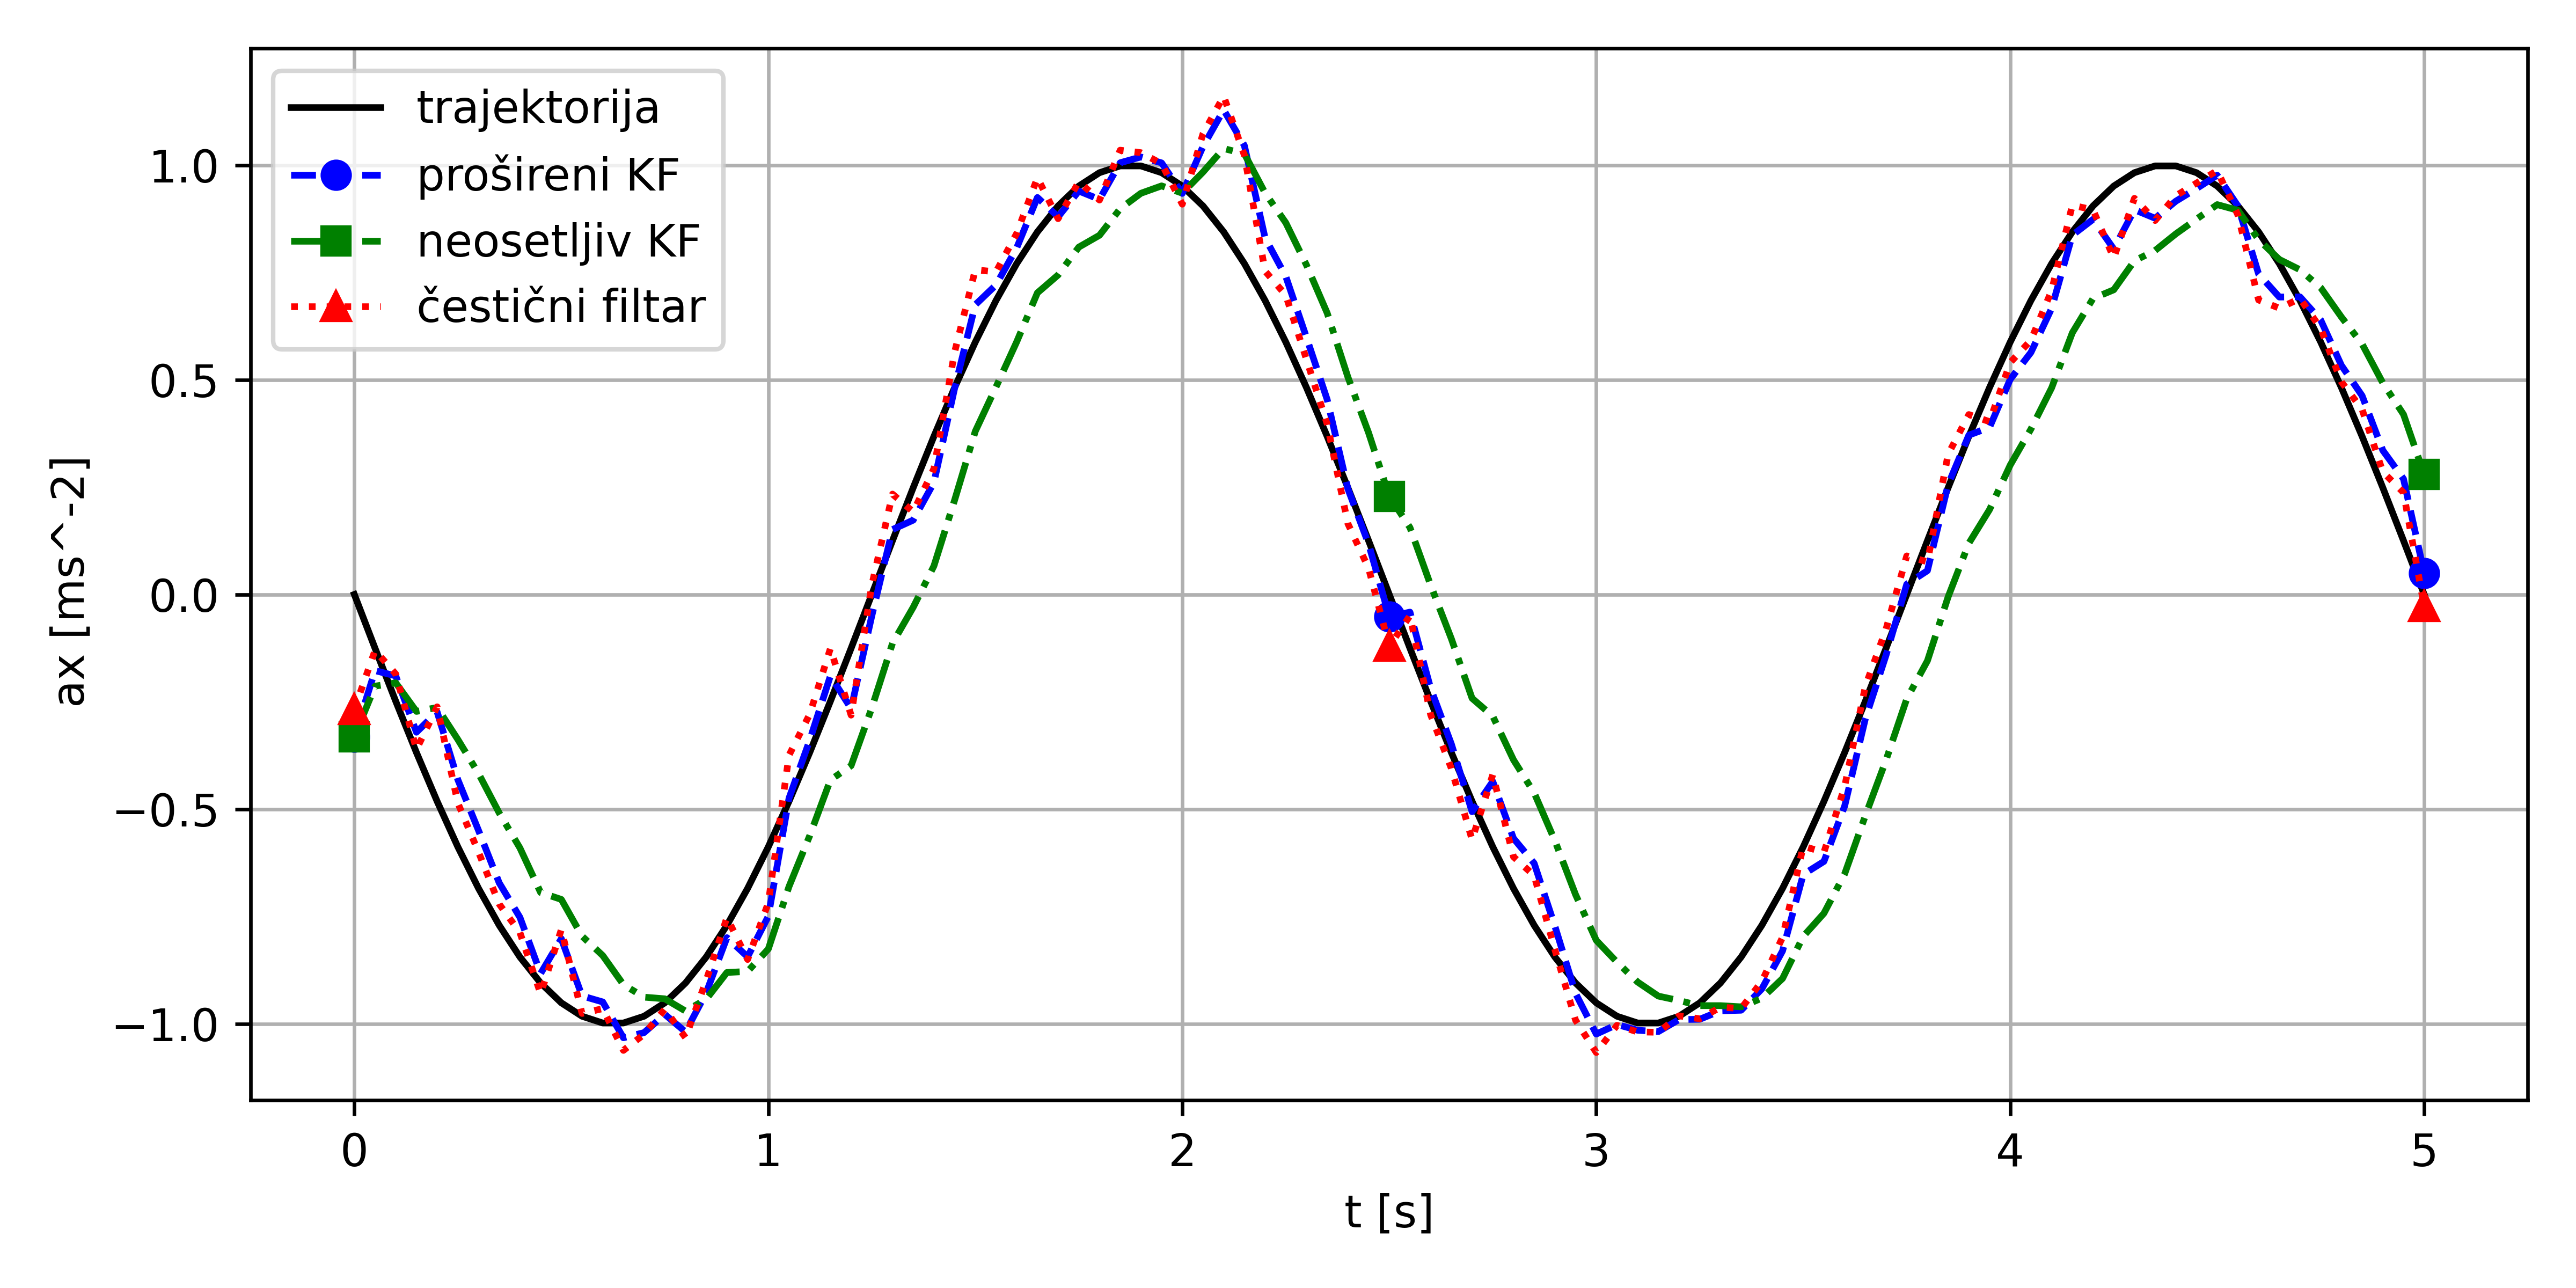 trajektorija
prošireni KF
neosetljiv KF
čestični filtar
1.0
0.5
0.0
−0.5
−1.0
ax [ms^-2]
0 1 2 3 4 5
t [s]